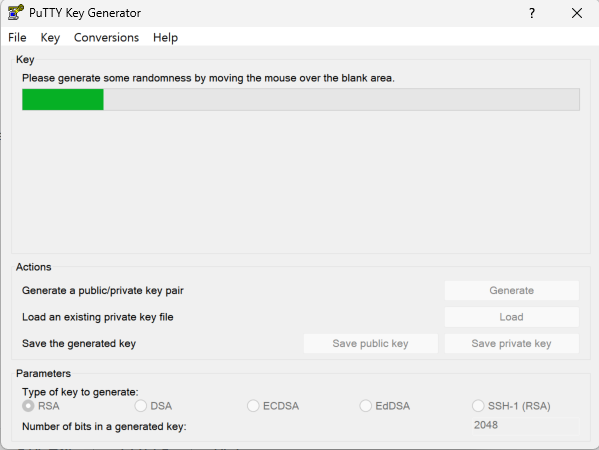 PuTTY Key Generator
?
File Key Conversions Help
Key
Please generate some randomness by moving the mouse over the blank area.
Actions
Generate a public/private key pair
Generate
Load an existing private key file
Load
Save the generated key
Save public key
Save private key
Parameters
Type of key to generate:
RSA DSA ECDSA EdDSA SSH-1 (RSA)
Number of bits in a generated key:
2048